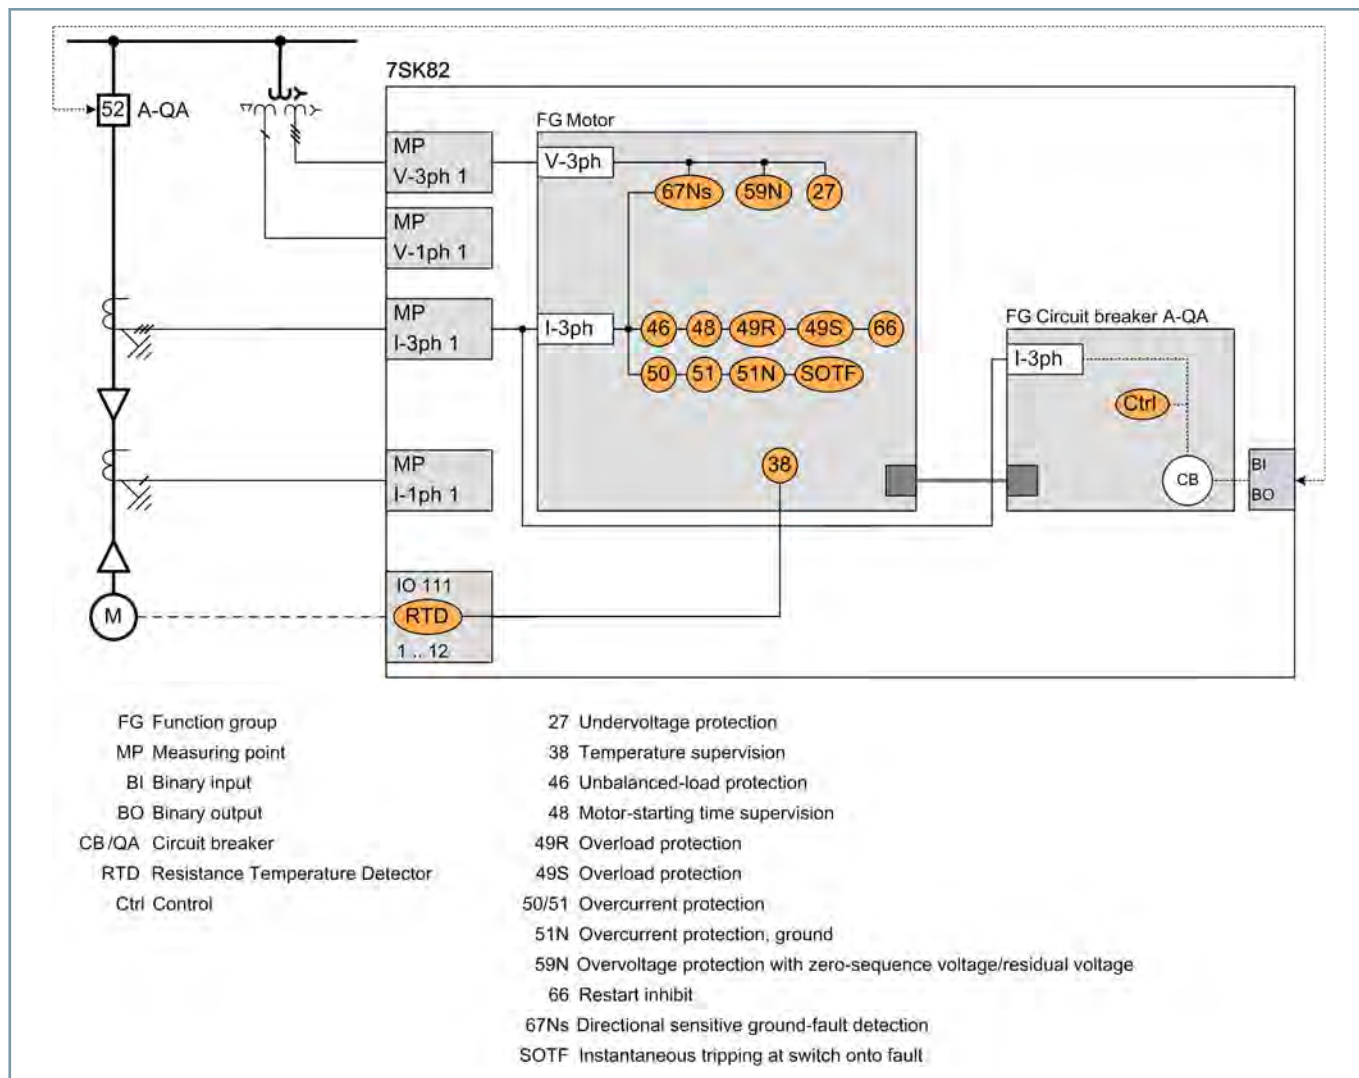 7SK82
52 A-QA
FG Motor
MP
V-3ph 1
V-3ph
67Ns 59N 27
MP
V-1ph 1
MP
I-3ph 1
I-3ph
46 48 49R 49S 66
50 51 51N SOTF
FG Circuit breaker A-QA
I-3ph
Ctrl
CB
BI
BO
38
MP
I-1ph 1
M
IO 111
RTD
1 .. 12
FG Function group
MP Measuring point
BI Binary input
BO Binary output
CB/QA Circuit breaker
RTD Resistance Temperature Detector
Ctrl Control
27 Undervoltage protection
38 Temperature supervision
46 Unbalanced-load protection
48 Motor-starting time supervision
49R Overload protection
49S Overload protection
50/51 Overcurrent protection
51N Overcurrent protection, ground
59N Overvoltage protection with zero-sequence voltage/residual voltage
66 Restart inhibit
67Ns Directional sensitive ground-fault detection
SOTF Instantaneous tripping at switch onto fault